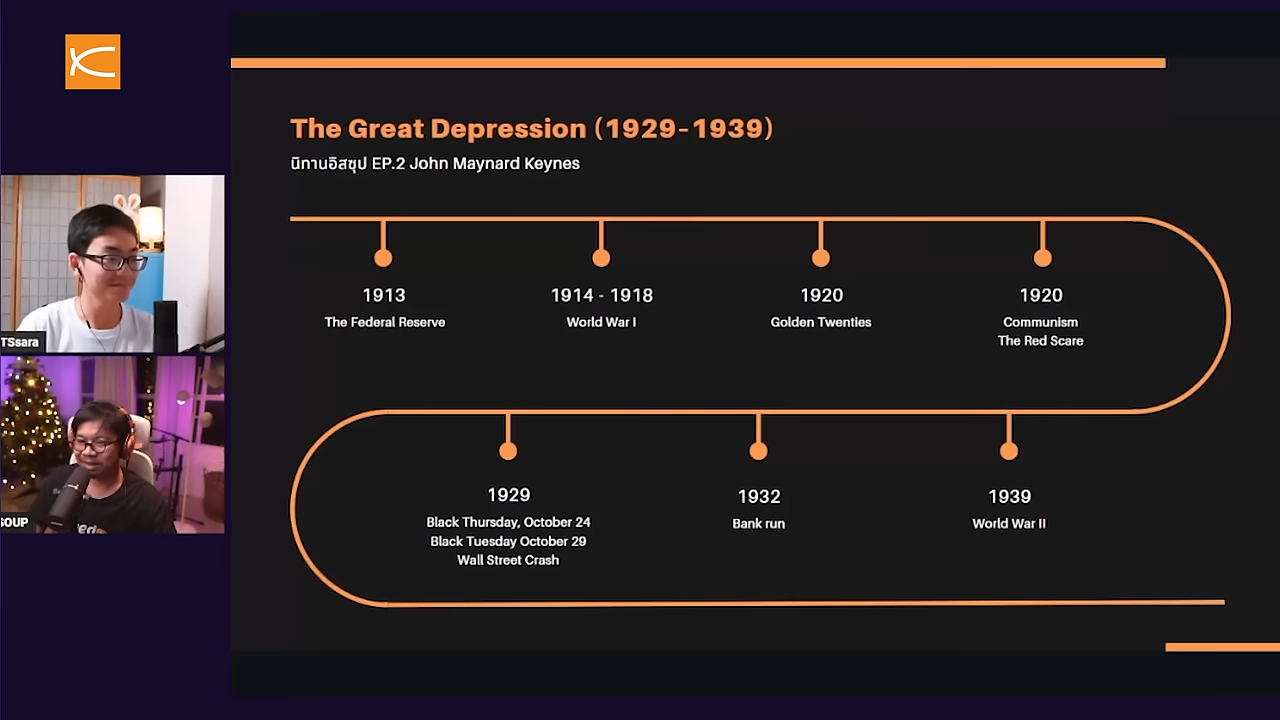 The Great Depression (1929-1939)
นิทานอิสซุป EP.2 John Maynard Keynes
1913
The Federal Reserve
1914 - 1918
World War I
1920
Golden Twenties
1920
Communism
The Red Scare
1929
Black Thursday, October 24
Black Tuesday October 29
Wall Street Crash
1932
Bank run
1939
World War II
TSsara
SOUP